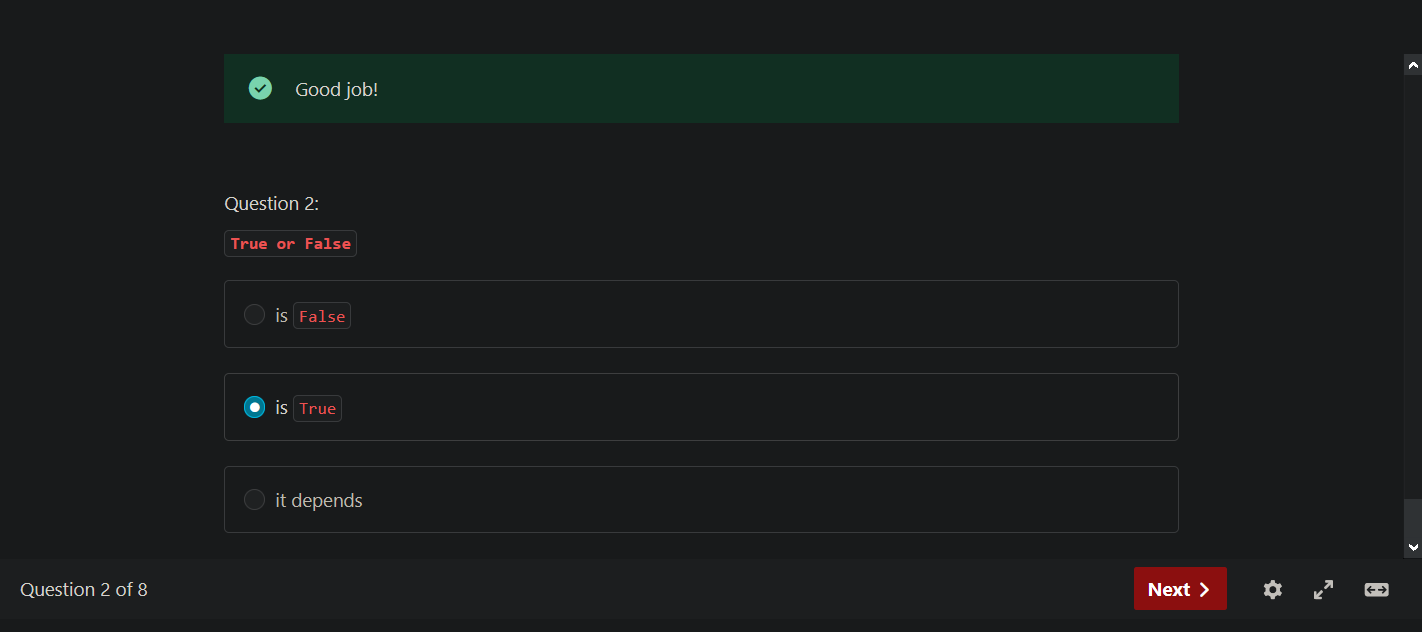 Good job!
Question 2:
True or False
is False
is True
it depends
Question 2 of 8
Next